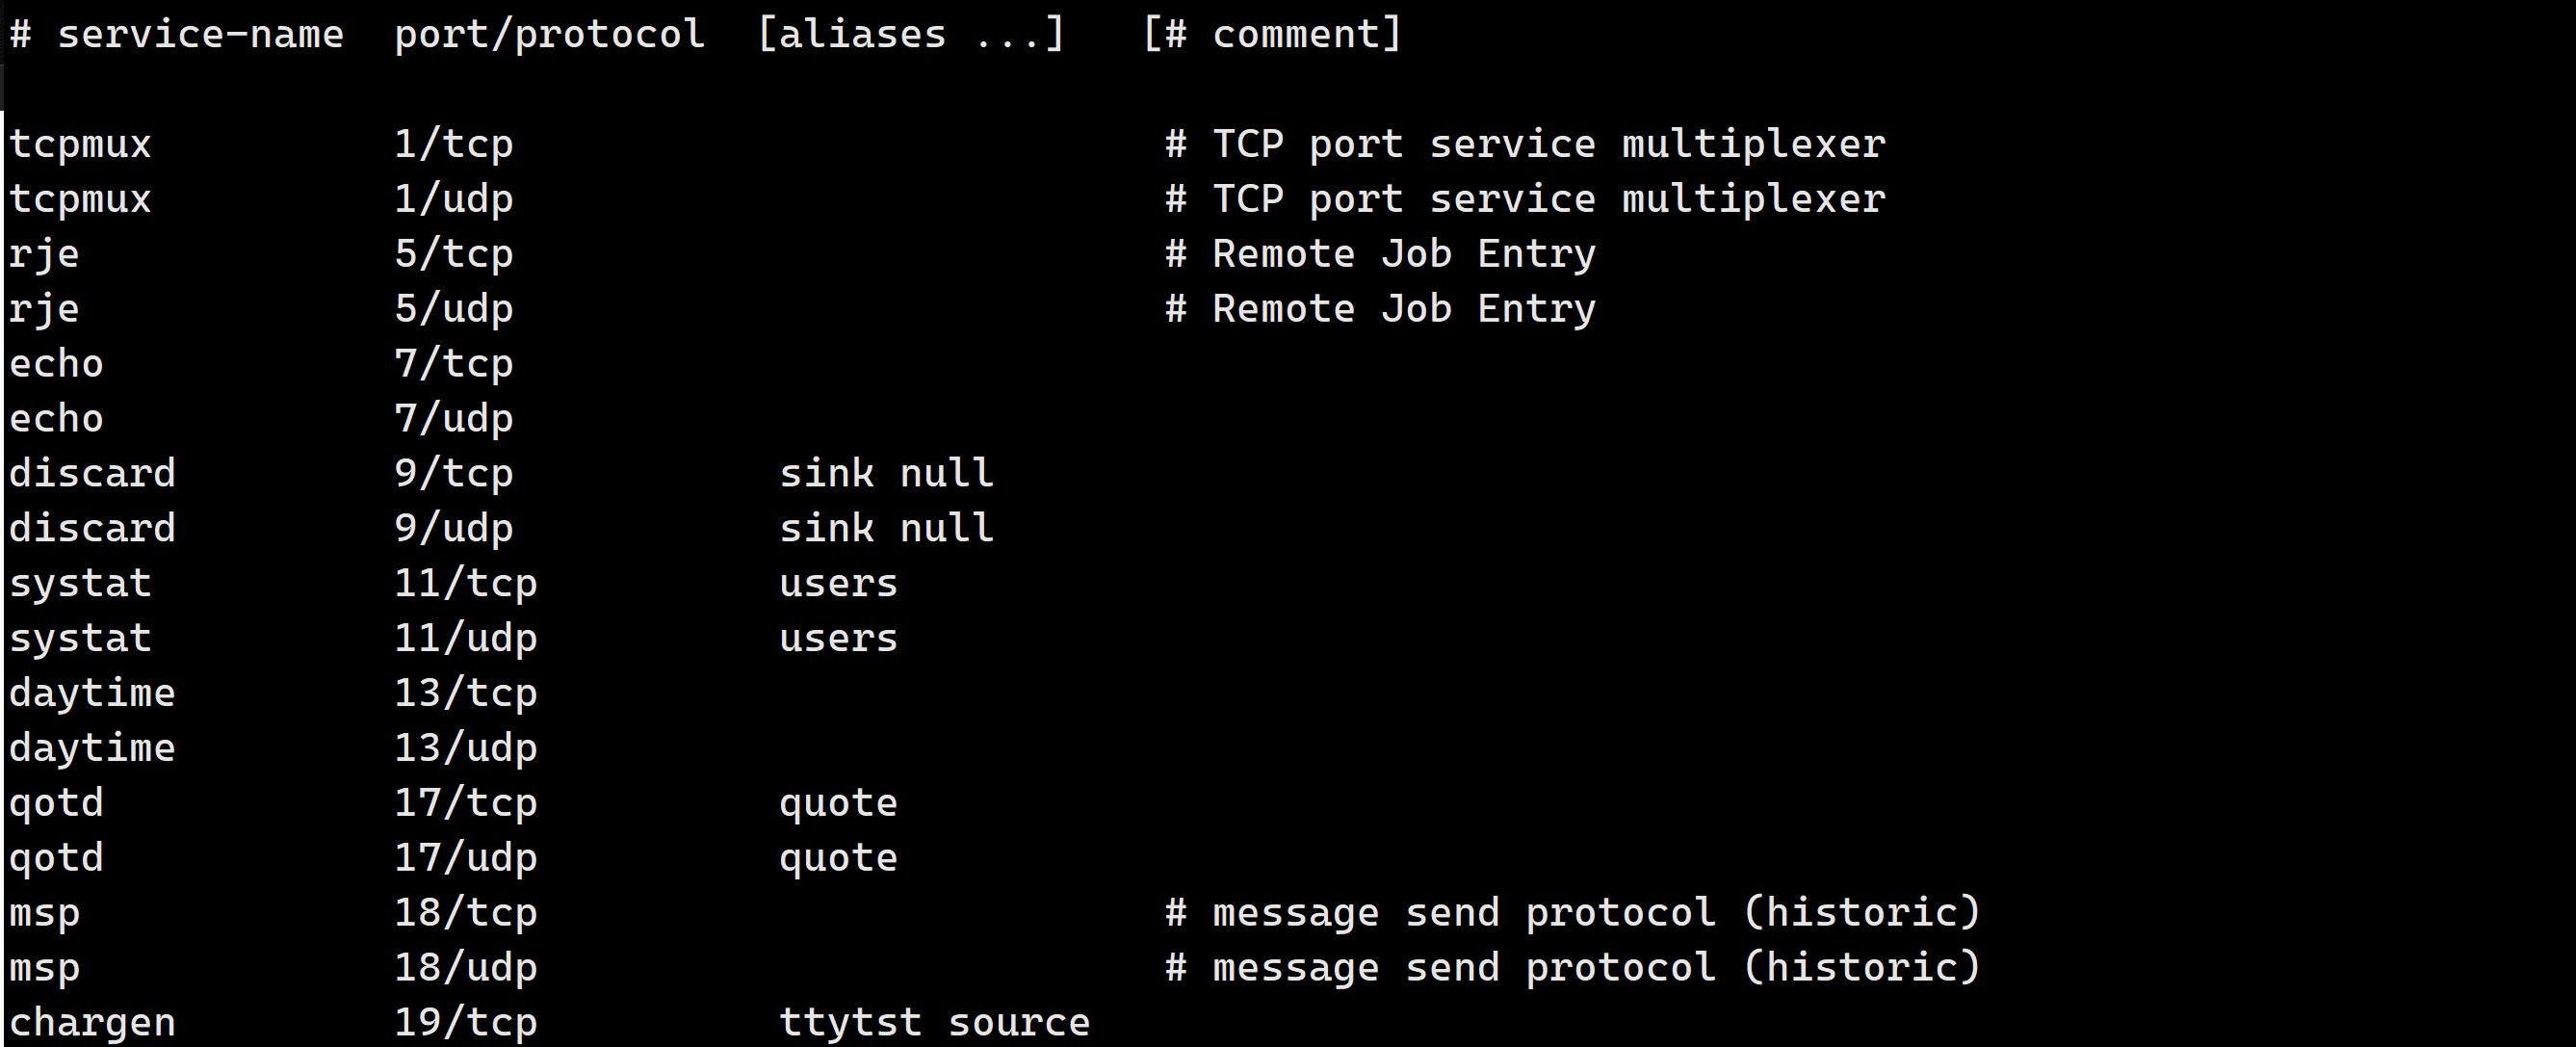 # service-name  port/protocol  [aliases ...]   [# comment]
tcpmux          1/tcp                           # TCP port service multiplexer
tcpmux          1/udp                           # TCP port service multiplexer
rje             5/tcp                           # Remote Job Entry
rje             5/udp                           # Remote Job Entry
echo            7/tcp
echo            7/udp
discard         9/tcp           sink null
discard         9/udp           sink null
systat          11/tcp          users
systat          11/udp          users
daytime         13/tcp
daytime         13/udp
qotd            17/tcp          quote
qotd            17/udp          quote
msp             18/tcp                          # message send protocol (historic)
msp             18/udp                          # message send protocol (historic)
chargen         19/tcp          ttytst source